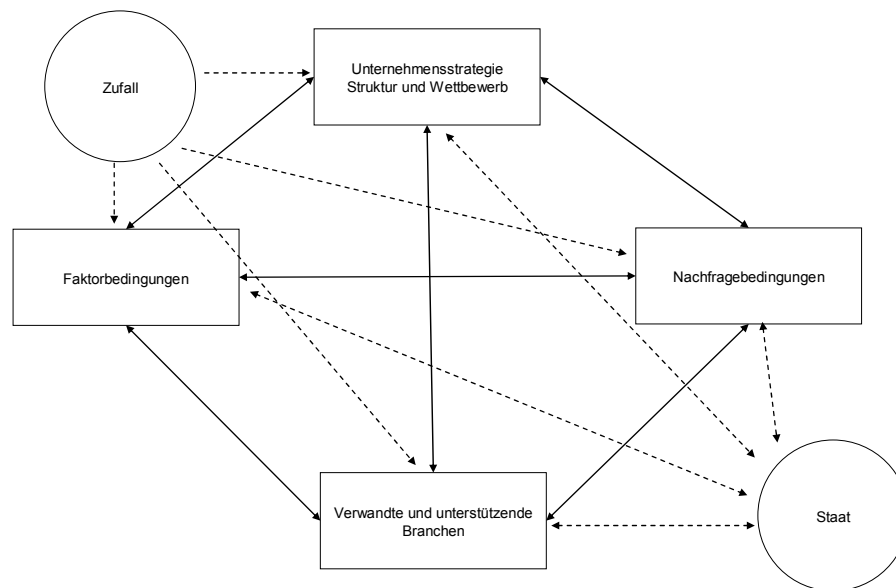 Zufall
Unternehmensstrategie
Struktur und Wettbewerb
Faktorbedingungen
Nachfragebedingungen
Verwandte und unterstützende
Branchen
Staat